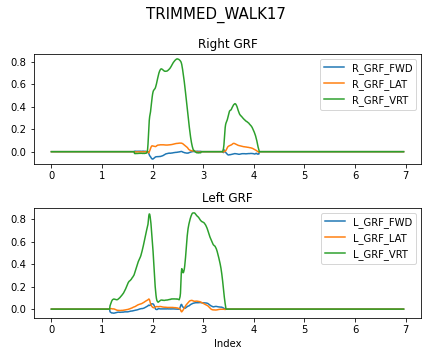 TRIMMED_WALK17
Right GRF
R_GRF_FWD
R_GRF_LAT
R_GRF_VRT
0.8
0.6
0.4
0.2
0.0
0 1 2 3 4 5 6 7
Left GRF
L_GRF_FWD
L_GRF_LAT
L_GRF_VRT
0.8
0.6
0.4
0.2
0.0
0 1 2 3 4 5 6 7
Index